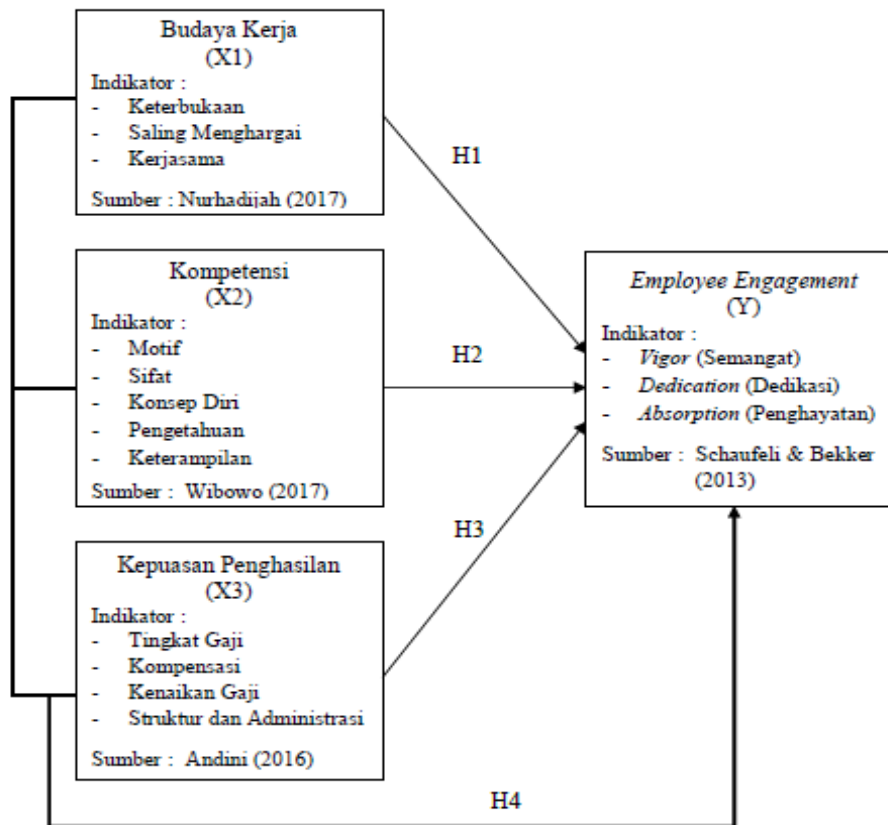 Budaya Kerja
(X1)
Indikator :
- Keterbukaan
- Saling Menghargai
- Kerjasama
Sumber : Nurhadijah (2017)
H1
Kompetensi
(X2)
Indikator :
- Motif
- Sifat
- Konsep Diri
- Pengetahuan
- Keterampilan
Sumber : Wibowo (2017)
H2
Employee Engagement
(Y)
Indikator :
- Vigor (Semangat)
- Dedication (Dedikasi)
- Absorption (Penghayatan)
Sumber : Schaufeli & Bekker
(2013)
H3
Kepuasan Penghasilan
(X3)
Indikator :
- Tingkat Gaji
- Kompensasi
- Kenaikan Gaji
- Struktur dan Administrasi
Sumber : Andini (2016)
H4